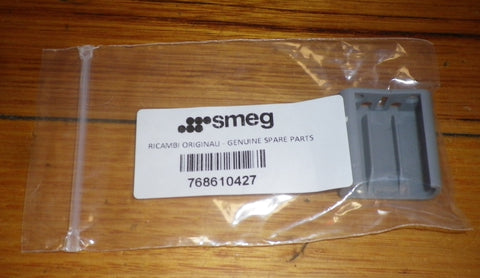 smeg
RICAMBI ORIGINALI - GENUINE SPARE PARTS
768610427